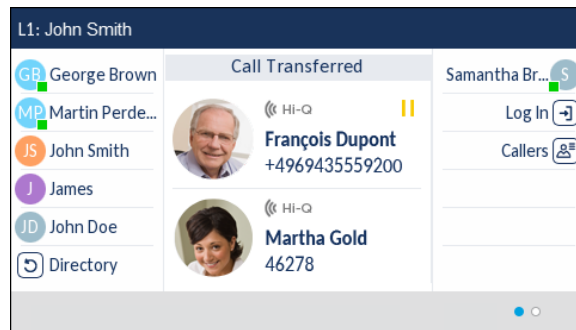 L1: John Smith
Call Transferred
GB George Brown
MP Martin Perde...
JS John Smith
J James
JD John Doe
Directory
Hi-Q
François Dupont
+4969435559200
Hi-Q
Martha Gold
46278
Samantha Br... S
Log In
Callers